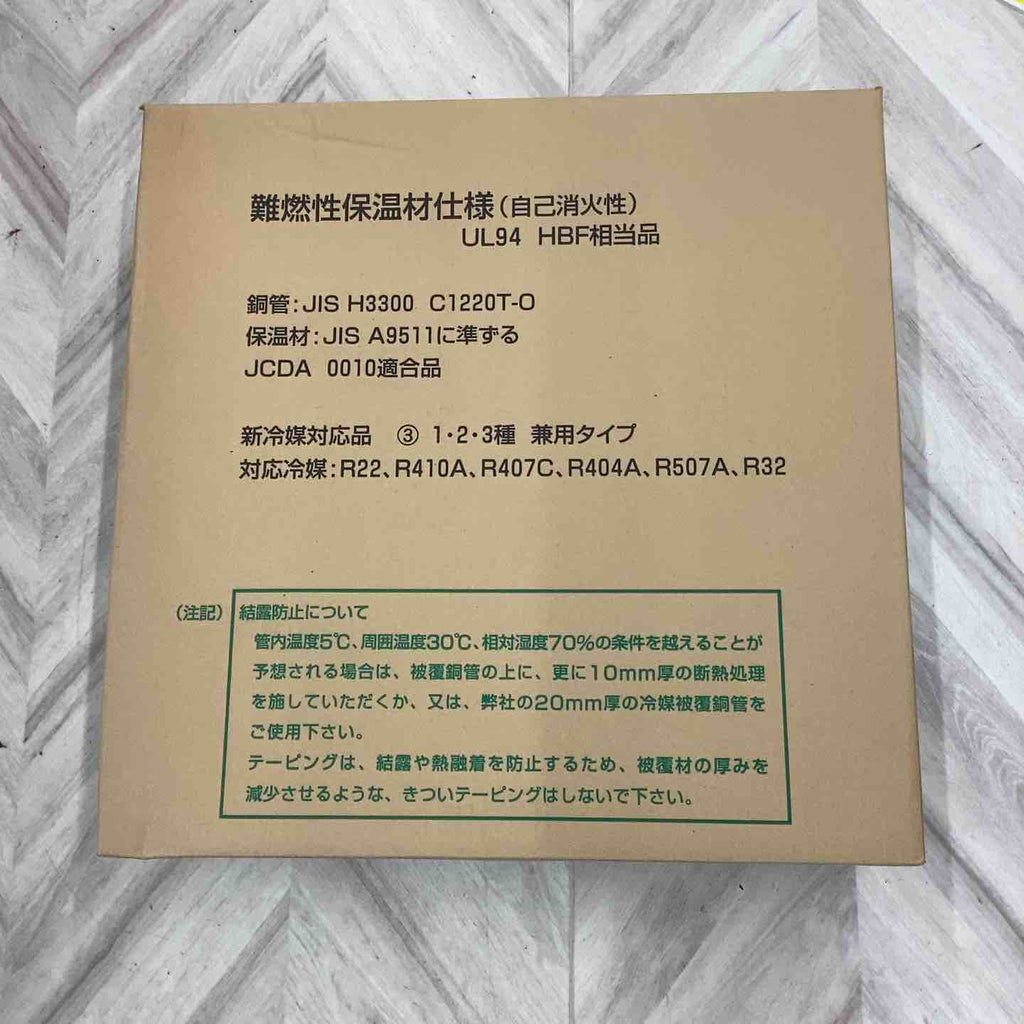 難燃性保温材仕様(自己消火性)
UL94 HBF相当品
銅管:JIS H3300 C1220T-O
保温材:JIS A9511に準ずる
JCDA 0010適合品
新冷媒対応品 ③ 1・2・3種 兼用タイプ
対応冷媒:R22、R410A、R407C、R404A、R507A、R32
(注記) 結露防止について
管内温度5℃、周囲温度30℃、相対湿度70%の条件を越えることが
予想される場合は、被覆銅管の上に、更に10mm厚の断熱処理
を施していただくか、又は、弊社の20mm厚の冷媒被覆銅管を
ご使用下さい。
テーピングは、結露や熱融着を防止するため、被覆材の厚みを
減少させるような、きついテーピングはしないで下さい。